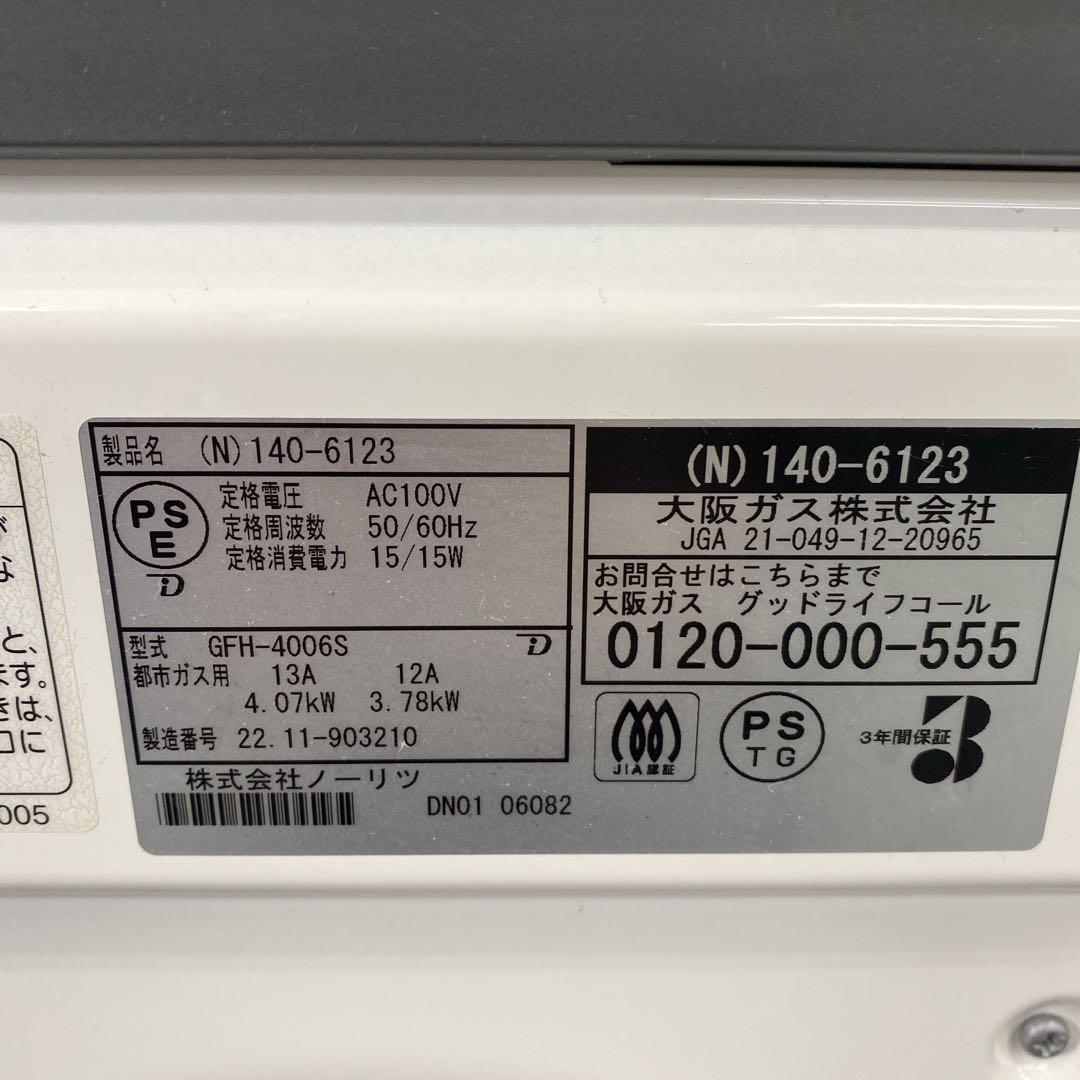 が
な
と、
ます。
きは、
コに
005
製品名 (N)140-6123
PS
E
定格電圧 AC100V
定格周波数 50/60Hz
定格消費電力 15/15W
型式 GFH-4006S
都市ガス用 13A 12A
4.07kW 3.78kW
製造番号 22.11-903210
株式会社ノーリツ
DN01 06082
(N)140-6123
大阪ガス株式会社
JGA 21-049-12-20965
お問合せはこちらまで
大阪ガス グッドライフコール
0120-000-555
JIA認証
PS
TG
3年間保証